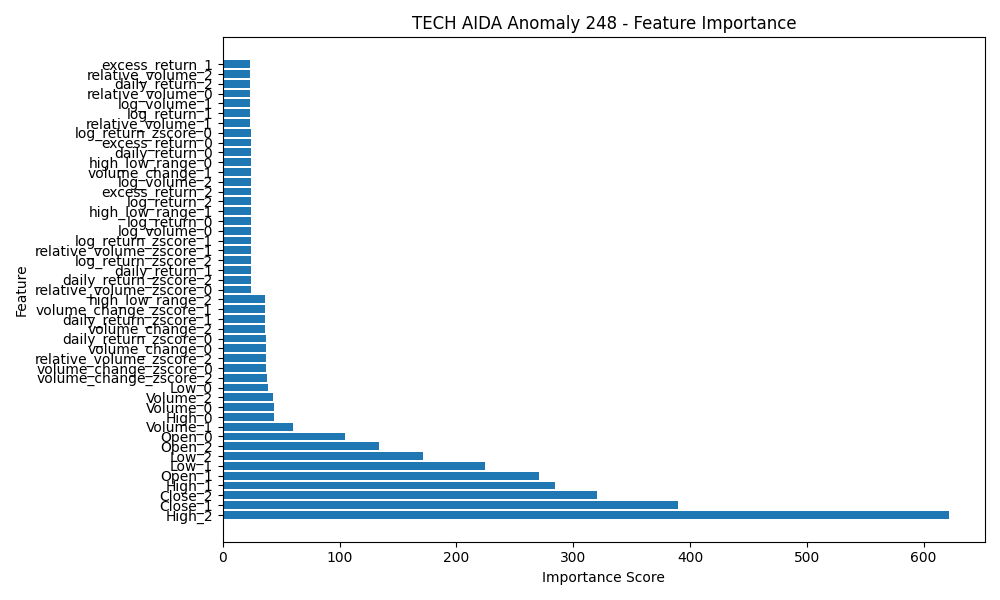 TECH AIDA Anomaly 248 - Feature Importance
excess_return_1
relative_volume_2
daily_return_2
relative_volume_0
log_volume_1
log_return_1
relative_volume_1
log_return_zscore_0
excess_return_0
daily_return_0
high_low_range_0
volume_change_1
log_volume_2
excess_return_2
log_return_2
high_low_range_1
log_return_0
log_volume_0
log_return_zscore_1
relative_volume_zscore_1
log_return_zscore_2
daily_return_1
daily_return_zscore_2
relative_volume_zscore_0
high_low_range_2
volume_change_zscore_1
daily_return_zscore_1
volume_change_2
daily_return_zscore_0
volume_change_0
relative_volume_zscore_2
volume_change_zscore_0
volume_change_zscore_2
Low_0
Volume_2
Volume_0
High_0
Volume_1
Open_0
Open_2
Low_2
Low_1
Open_1
High_1
Close_2
Close_1
High_2
Feature
0 100 200 300 400 500 600
Importance Score